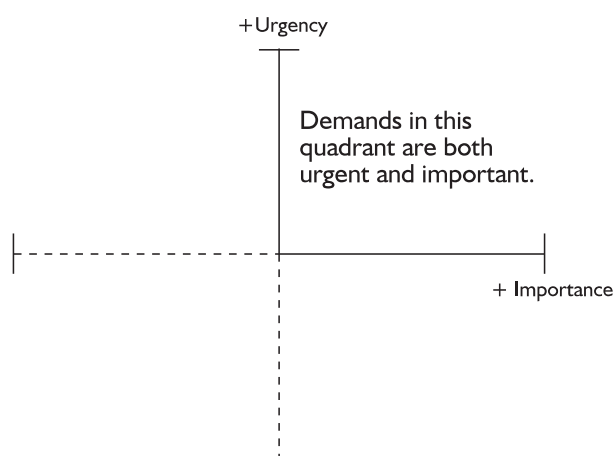 +Urgency
Demands in this
quadrant are both
urgent and important.
+ Importance